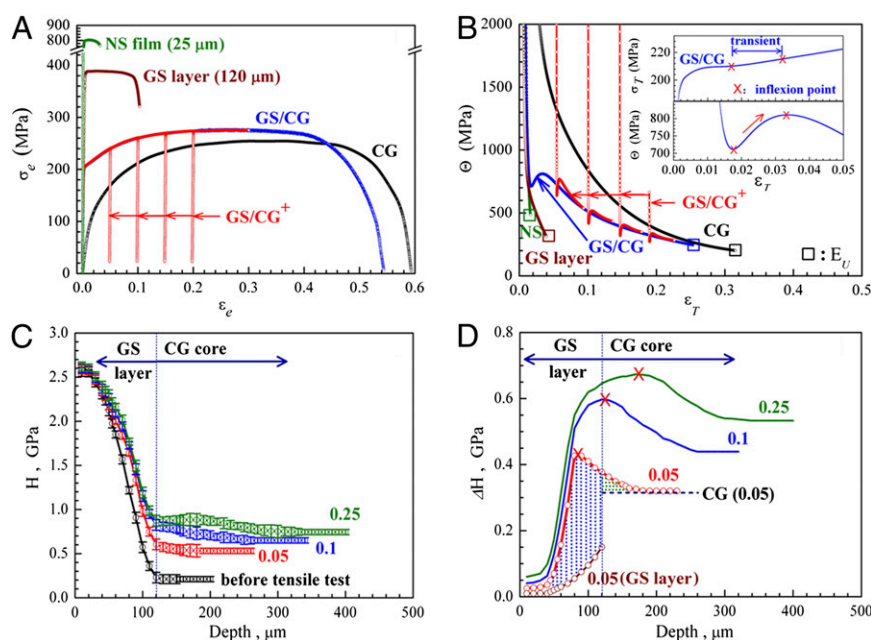 A
900
800
NS film (25 μm)
GS layer (120 μm)
400
300
200
100
0
σe (MPa)
GS/CG
CG
GS/CG+
0.0 0.1 0.2 0.3 0.4 0.5 0.6
εe
B
2000
1500
1000
500
0
Θ (MPa)
transient
220
210
200
σT (MPa)
GS/CG
X: inflexion point
800
700
Θ (MPa)
0.00 0.01 0.02 0.03 0.04 0.05
εT
GS/CG+
CG
NS
GS/CG
GS layer
: EU
0.0 0.1 0.2 0.3 0.4 0.5
εT
C
3.0
2.5
2.0
1.5
1.0
0.5
0.0
H , GPa
GS layer
CG core
0.25
0.1
0.05
before tensile test
0 100 200 300 400 500
Depth , μm
D
0.8
0.6
0.4
0.2
0.0
ΔH , GPa
GS layer
CG core
0.25
0.1
0.05
CG (0.05)
0.05(GS layer)
0 100 200 300 400 500
Depth , μm